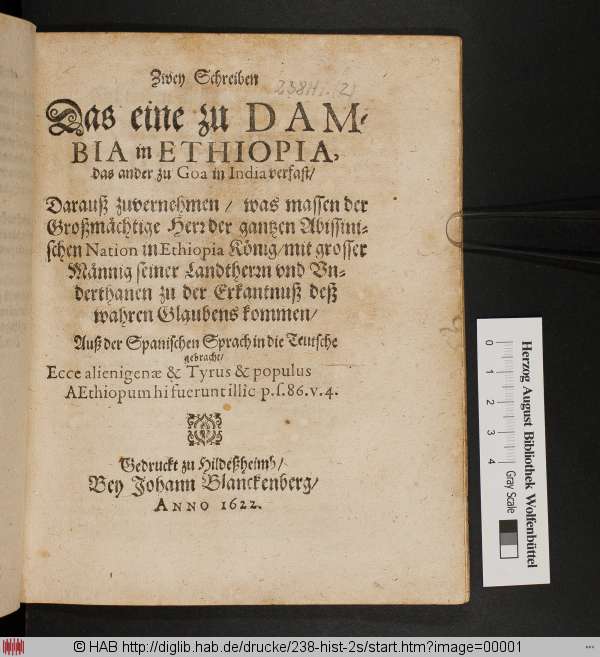 Zwey Schreiben
238 H. (2)
Das eine zu DAM-
BIA in ETHIOPIA,
das ander zu Goa in India verfast/
Darauß zuvernehmen / was massen der
Großmächtige Herr der gantzen Abissini-
schen Nation in Ethiopia König/ mit grosser
Männig seiner Landtherrn vnd Vn-
derthanen zu der Erkantnuß deß
wahren Glaubens kommen/
Auß der Spanischen Sprach in die Teutsche
gebracht/
Ecce alienigenæ & Tyrus & populus
AEthiopum hi fuerunt illic p.s.86.v.4.
Gedruckt zu Hildeßheimb/
Bey Johann Blanckenberg/
ANNO 1622.
0 1 2 3 4
Herzog August Bibliothek Wolfenbüttel
Gray Scale
© HAB http://diglib.hab.de/drucke/238-hist-2s/start.htm?image=00001